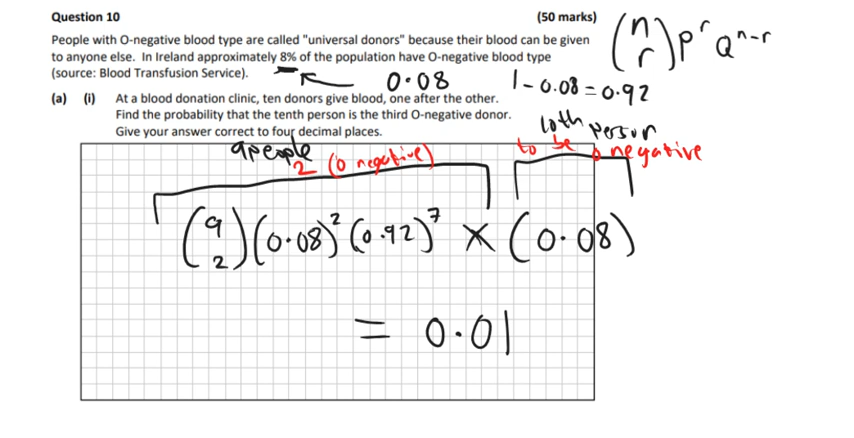 Question 10 (50 marks)
People with O-negative blood type are called "universal donors" because their blood can be given
to anyone else. In Ireland approximately 8% of the population have O-negative blood type
(source: Blood Transfusion Service).
(n r) p^r Q^n-r
0.08
1 - 0.08 = 0.92
(a) (i) At a blood donation clinic, ten donors give blood, one after the other.
Find the probability that the tenth person is the third O-negative donor.
Give your answer correct to four decimal places.
10th person
to be o negative
9 people
2 (o negative)
(9 2)(0.08)^2 (0.92)^7 × (0.08)
= 0.01